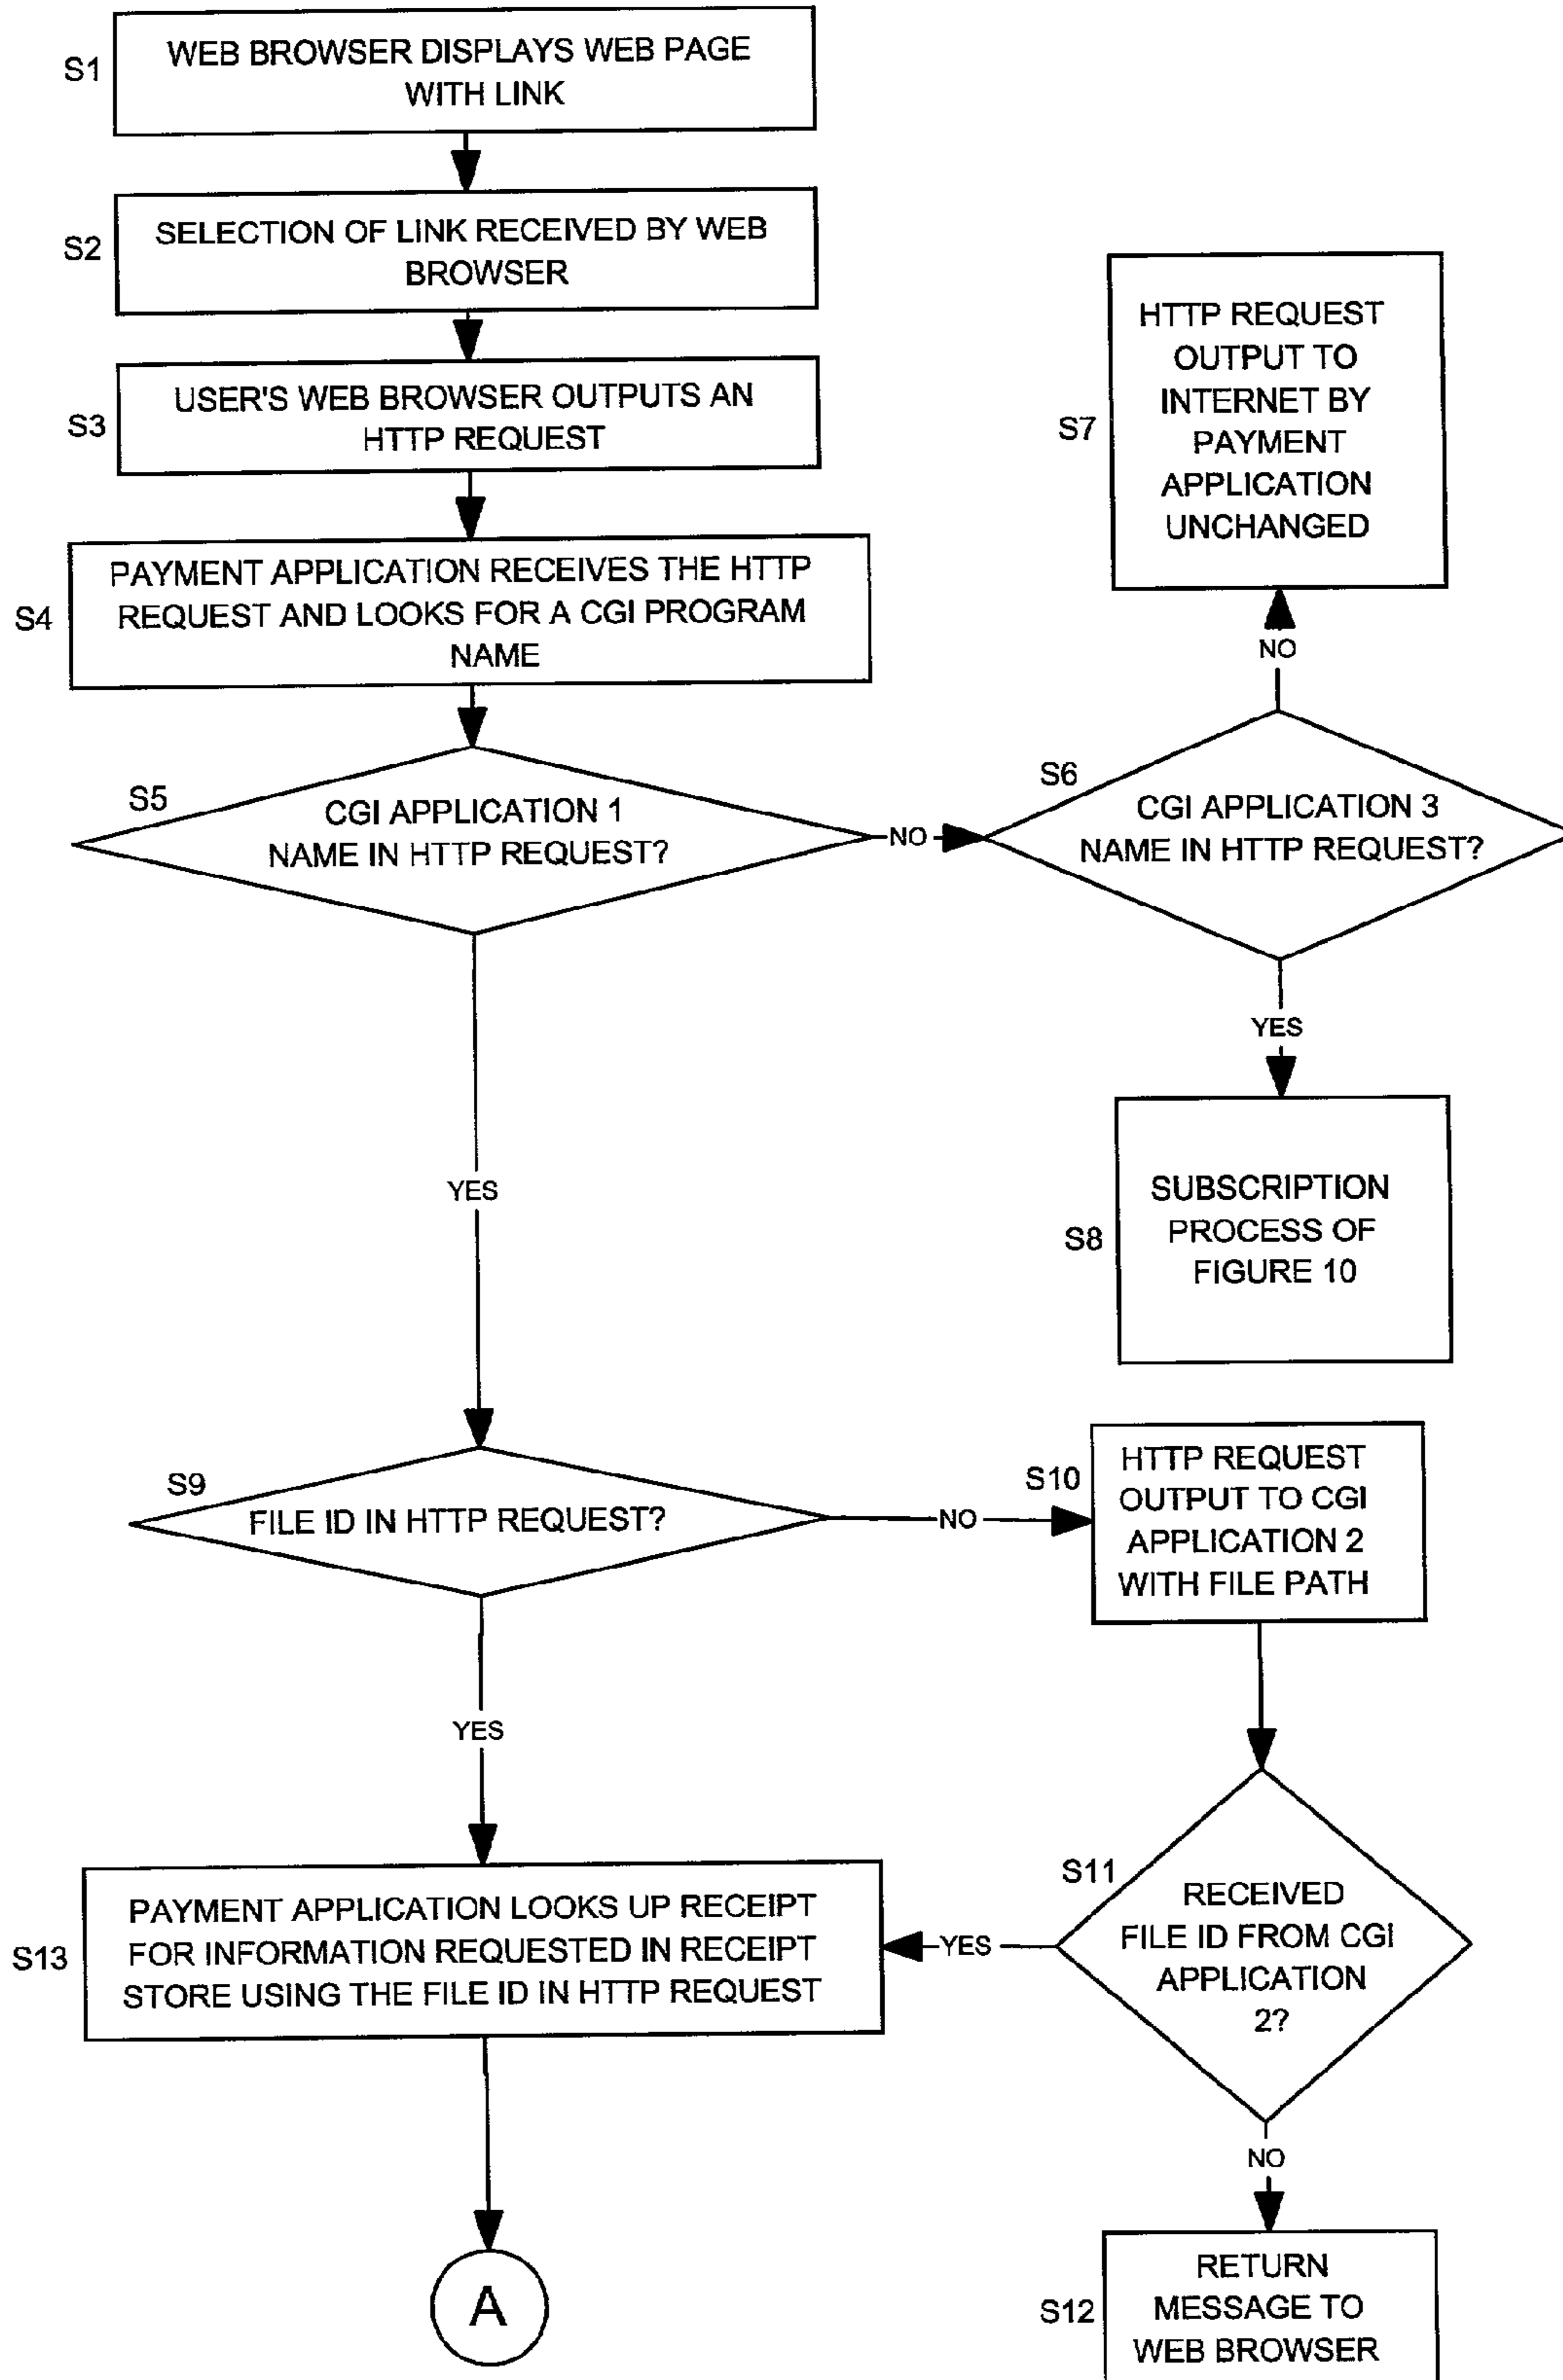 S1
WEB BROWSER DISPLAYS WEB PAGE
WITH LINK
S2
SELECTION OF LINK RECEIVED BY WEB
BROWSER
S3
USER'S WEB BROWSER OUTPUTS AN
HTTP REQUEST
S4
PAYMENT APPLICATION RECEIVES THE HTTP
REQUEST AND LOOKS FOR A CGI PROGRAM
NAME
S5
CGI APPLICATION 1
NAME IN HTTP REQUEST?
NO
S6
CGI APPLICATION 3
NAME IN HTTP REQUEST?
NO
S7
HTTP REQUEST
OUTPUT TO
INTERNET BY
PAYMENT
APPLICATION
UNCHANGED
YES
S8
SUBSCRIPTION
PROCESS OF
FIGURE 10
YES
S9
FILE ID IN HTTP REQUEST?
NO
S10
HTTP REQUEST
OUTPUT TO CGI
APPLICATION 2
WITH FILE PATH
YES
S11
RECEIVED
FILE ID FROM CGI
APPLICATION
2?
YES
S13
PAYMENT APPLICATION LOOKS UP RECEIPT
FOR INFORMATION REQUESTED IN RECEIPT
STORE USING THE FILE ID IN HTTP REQUEST
NO
S12
RETURN
MESSAGE TO
WEB BROWSER
A